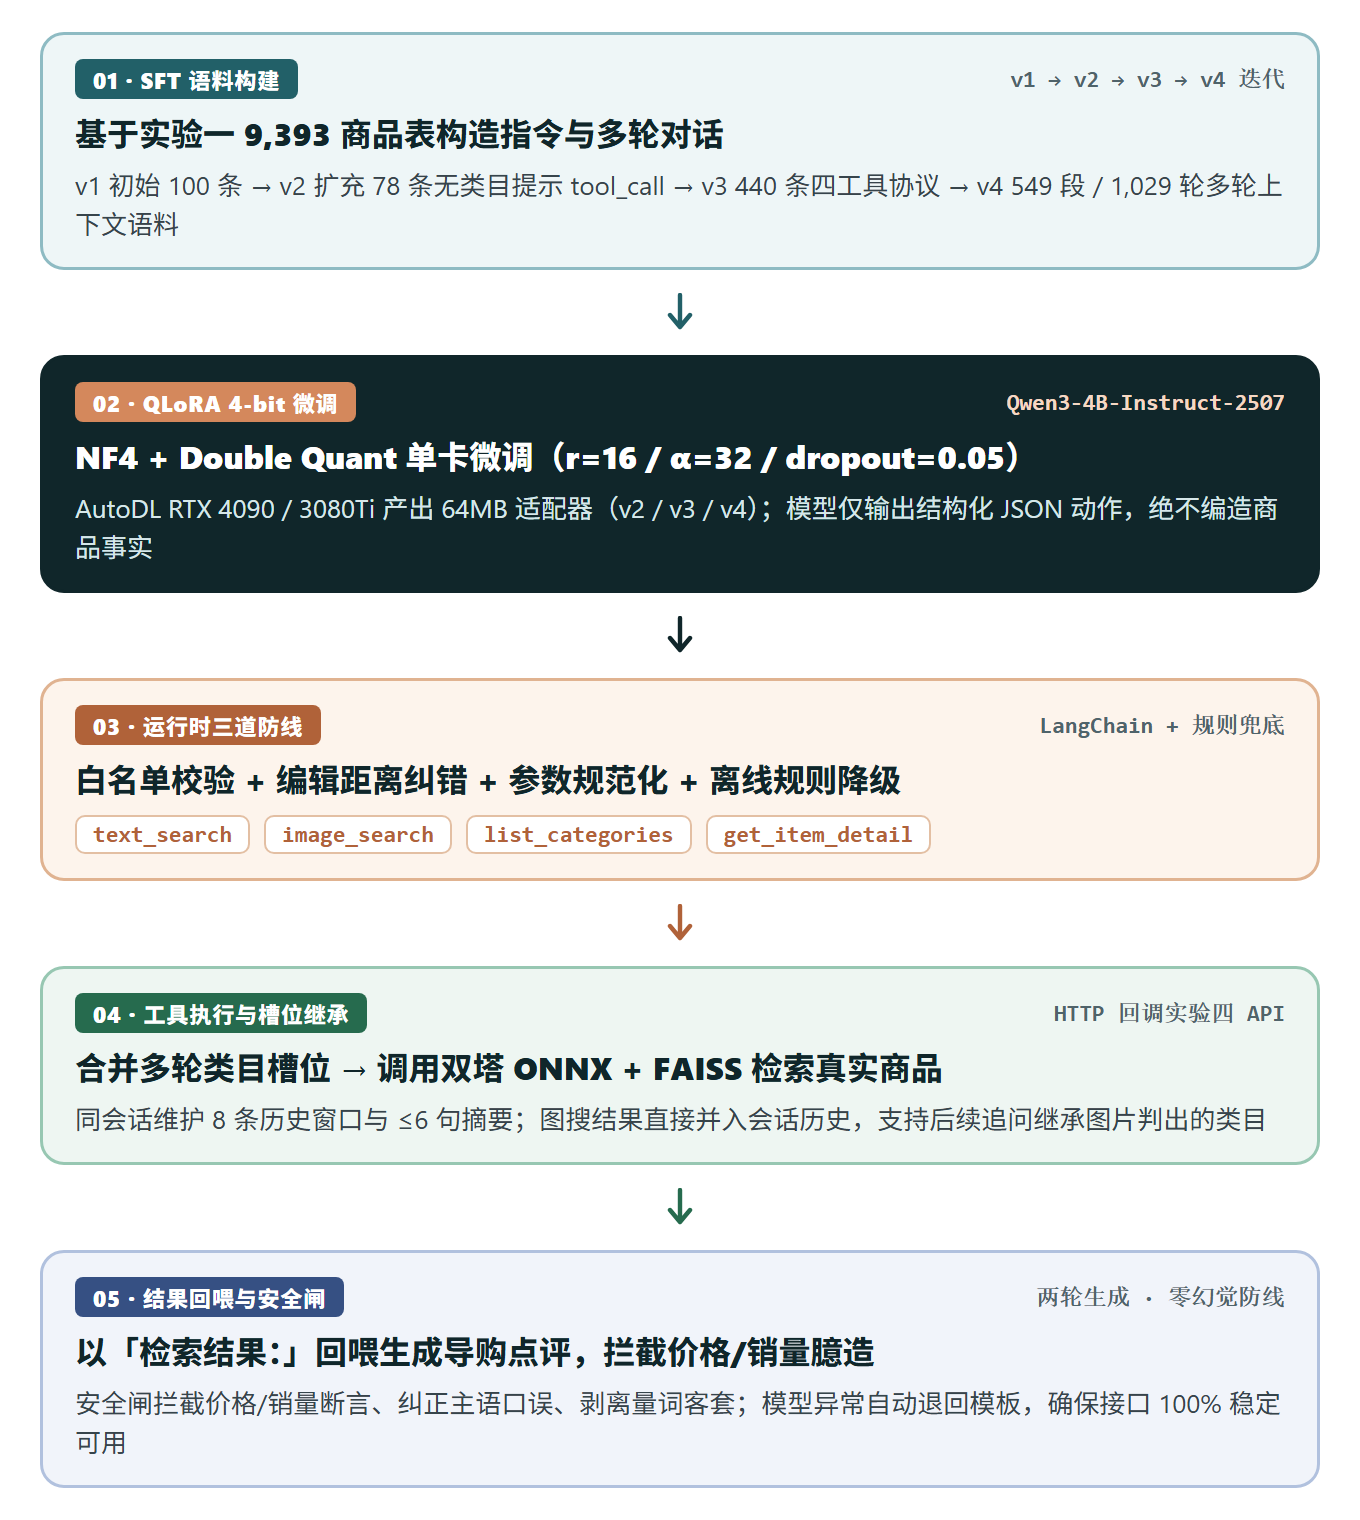 01 · SFT 语料构建
v1 → v2 → v3 → v4 迭代
基于实验一 9,393 商品表构造指令与多轮对话
v1 初始 100 条 → v2 扩充 78 条无类目提示 tool_call → v3 440 条四工具协议 → v4 549 段 / 1,029 轮多轮上
下文语料
02 · QLoRA 4-bit 微调
Qwen3-4B-Instruct-2507
NF4 + Double Quant 单卡微调（r=16 / α=32 / dropout=0.05）
AutoDL RTX 4090 / 3080Ti 产出 64MB 适配器（v2 / v3 / v4）；模型仅输出结构化 JSON 动作，绝不编造商
品事实
03 · 运行时三道防线
LangChain + 规则兜底
白名单校验 + 编辑距离纠错 + 参数规范化 + 离线规则降级
text_search
image_search
list_categories
get_item_detail
04 · 工具执行与槽位继承
HTTP 回调实验四 API
合并多轮类目槽位 → 调用双塔 ONNX + FAISS 检索真实商品
同会话维护 8 条历史窗口与 ≤6 句摘要；图搜结果直接并入会话历史，支持后续追问继承图片判出的类目
05 · 结果回喂与安全闸
两轮生成 · 零幻觉防线
以「检索结果：」回喂生成导购点评，拦截价格/销量臆造
安全闸拦截价格/销量断言、纠正主语口误、剥离量词客套；模型异常自动退回模板，确保接口 100% 稳定
可用